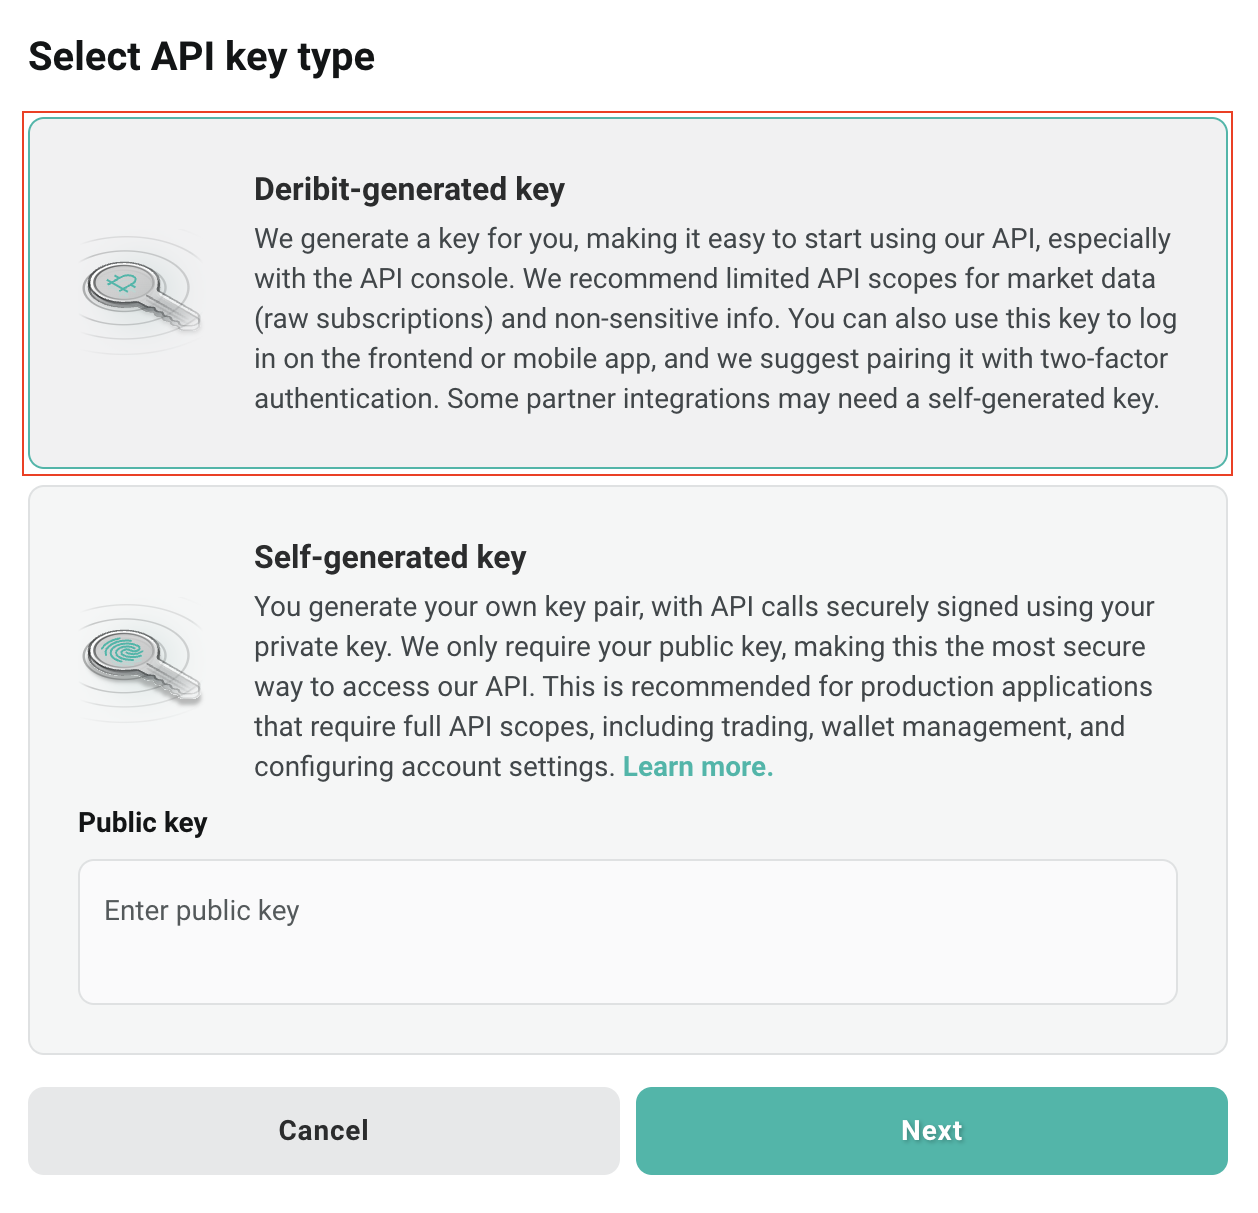 Select API key type
Deribit-generated key
We generate a key for you, making it easy to start using our API, especially
with the API console. We recommend limited API scopes for market data
(raw subscriptions) and non-sensitive info. You can also use this key to log
in on the frontend or mobile app, and we suggest pairing it with two-factor
authentication. Some partner integrations may need a self-generated key.
Self-generated key
You generate your own key pair, with API calls securely signed using your
private key. We only require your public key, making this the most secure
way to access our API. This is recommended for production applications
that require full API scopes, including trading, wallet management, and
configuring account settings. Learn more.
Public key
Enter public key
Cancel
Next